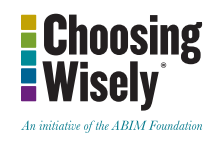 Choosing
Wisely®
An initiative of the ABIM Foundation